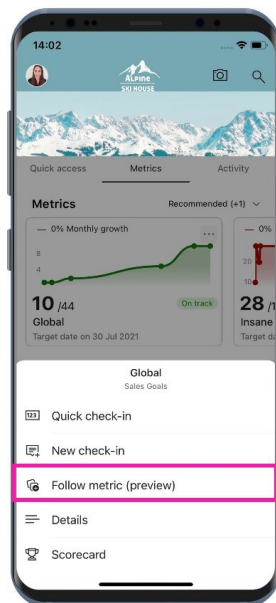 14:02
ALPINE
SKI HOUSE
Quick access Metrics Activity
Metrics Recommended (+1)
0% Monthly growth
0%
8
4
20
10
10 /44
On track
28 /1
Global
Insane
Target date on 30 Jul 2021
Target da
Global
Sales Goals
123 Quick check-in
New check-in
Follow metric (preview)
Details
Scorecard